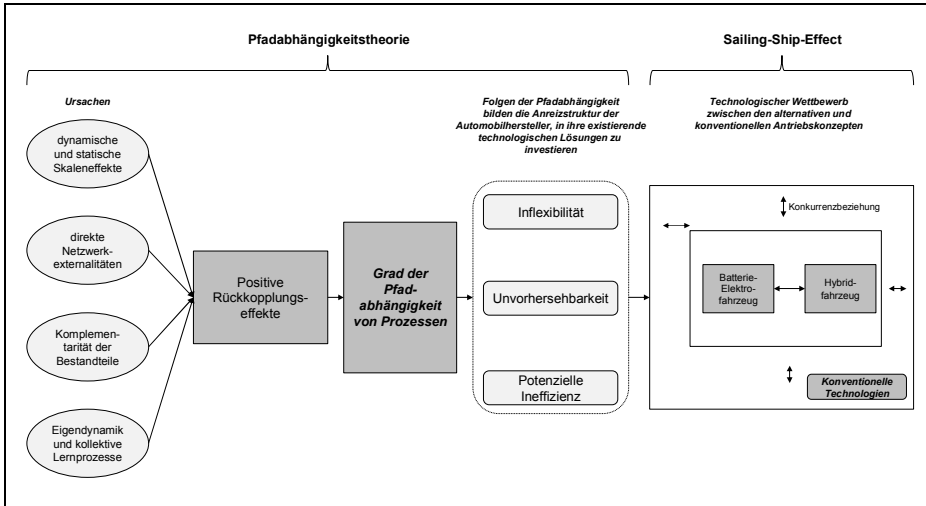 Pfadabhängigkeitstheorie
Sailing-Ship-Effect
Ursachen
Folgen der Pfadabhängigkeit
bilden die Anreizstruktur der
Automobilhersteller, in ihre existierende
technologischen Lösungen zu
investieren
Technologischer Wettbewerb
zwischen den alternativen und
konventionellen Antriebskonzepten
dynamische
und statische
Skaleneffekte
direkte
Netzwerk-
externalitäten
Komplemen-
tarität der
Bestandteile
Eigendynamik
und kollektive
Lernprozesse
Positive
Rückkopplungs-
effekte
Grad der
Pfad-
abhängigkeit
von Prozessen
Inflexibilität
Unvorhersehbarkeit
Potenzielle
Ineffizienz
Konkurrenzbeziehung
Batterie-
Elektro-
fahrzeug
Hybrid-
fahrzeug
Konventionelle
Technologien